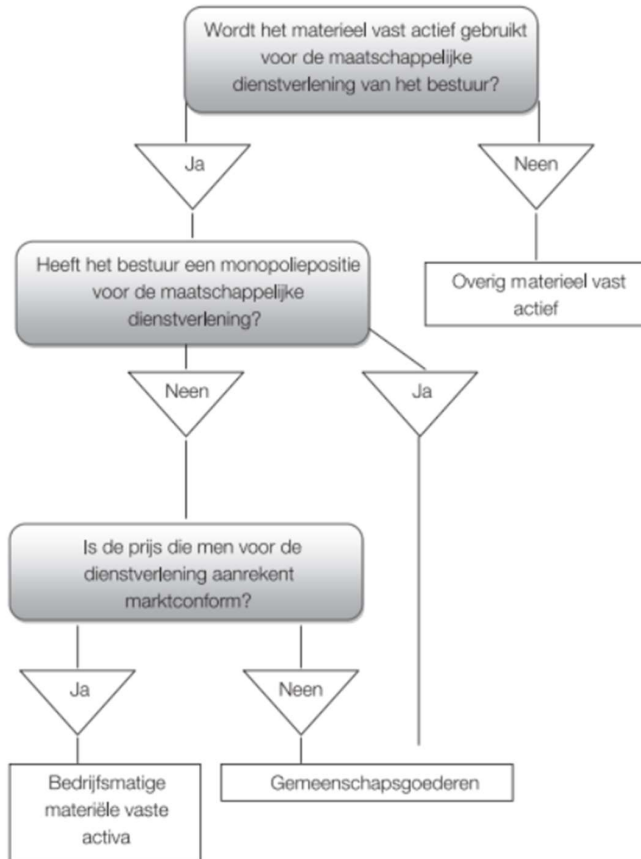 Wordt het materieel vast actief gebruikt
voor de maatschappelijke
dienstverlening van het bestuur?
Ja
Neen
Heeft het bestuur een monopoliepositie
voor de maatschappelijke
dienstverlening?
Overig materieel vast
actief
Neen
Ja
Is de prijs die men voor de
dienstverlening aanrekent
marktconform?
Ja
Neen
Bedrijfsmatige
materiële vaste
activa
Gemeenschapsgoederen